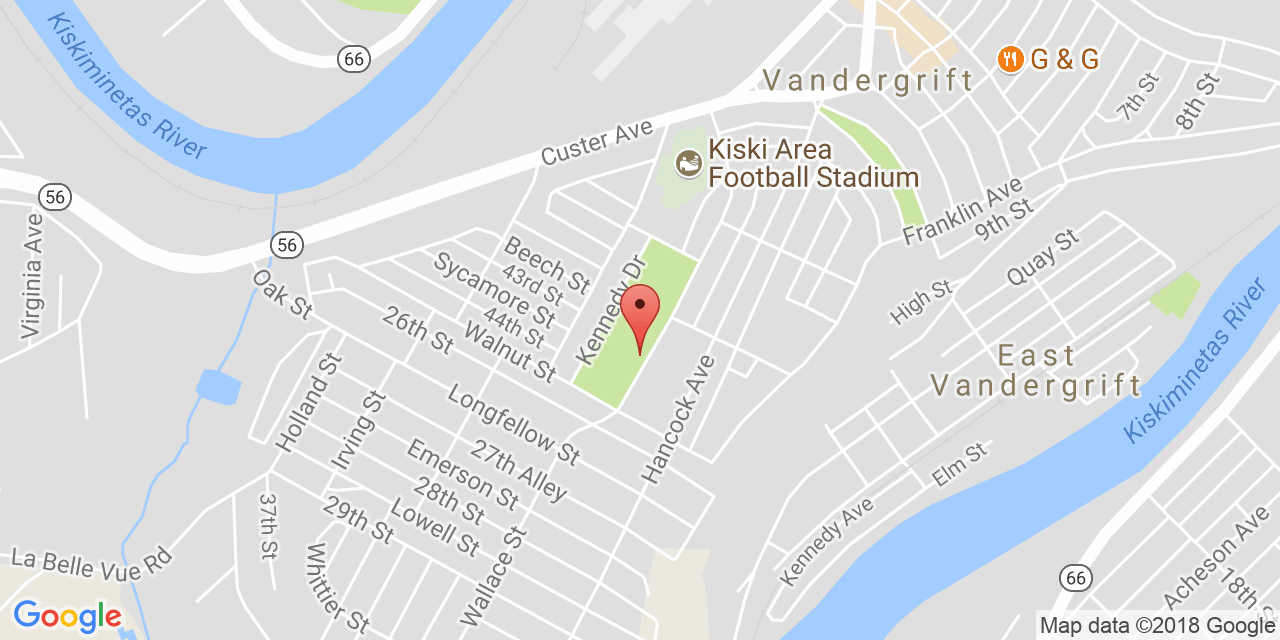 Kiskiminetas River
66
Vandergrift
G & G
7th St
8th St
Custer Ave
Kiski Area
Football Stadium
56
Virginia Ave
56
Franklin Ave
9th St
Quay St
Oak St
Beech St
43rd St
Sycamore St
44th St
Kennedy Dr
High St
26th St
Walnut St
East
Vandergrift
Kiskiminetas River
Holland St
Irving St
Longfellow St
Hancock Ave
27th Alley
Emerson St
28th St
Elm St
37th St
29th St
Lowell St
Wallace St
Kennedy Ave
La Belle Vue Rd
Whittier St
66
Acheson Ave
18th
Google
Map data ©2018 Google